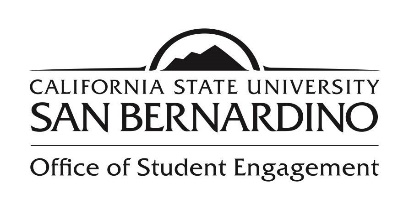 CALIFORNIA STATE UNIVERSITY
SAN BERNARDINO
Office of Student Engagement